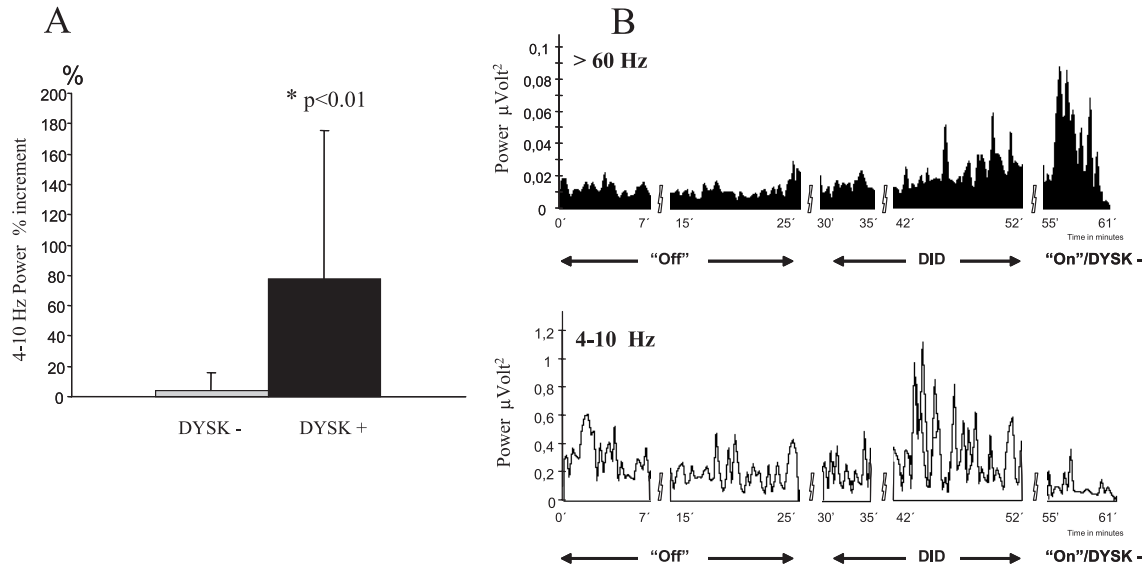 A
%
200
180
160
140
120
100
80
60
40
20
0
4-10 Hz Power % increment
* p<0.01
DYSK -
DYSK +
B
> 60 Hz
Power µVolt²
0,1
0,08
0,06
0,04
0,02
0
0´ 7´ 15´ 25´ 30´ 35´ 42´ 52´ 55´ 61´
Time in minutes
“Off” DID “On”/DYSK -
4-10 Hz
Power µVolt²
1,2
1
0,8
0,6
0,4
0,2
0
0´ 7´ 15´ 25´ 30´ 35´ 42´ 52´ 55´ 61´
Time in minutes
“Off” DID “On”/DYSK -